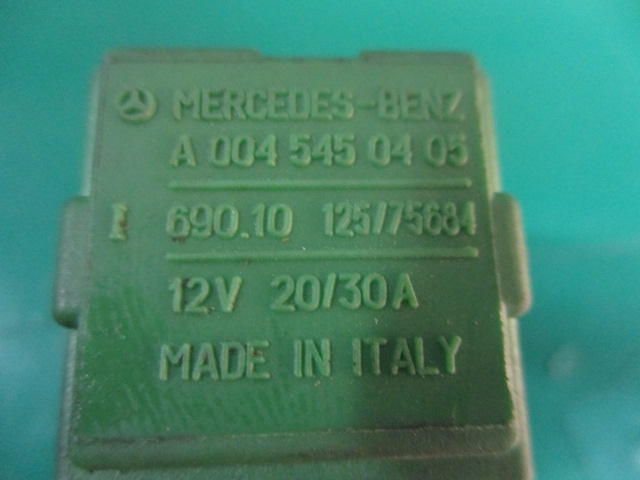 MERCEDES-BENZ
A 004 545 04 05
690.10 125/75684
12V 20/30A
MADE IN ITALY